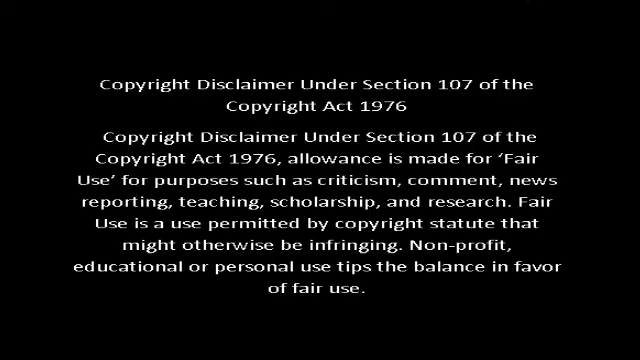 Copyright Disclaimer Under Section 107 of the
Copyright Act 1976
Copyright Disclaimer Under Section 107 of the
Copyright Act 1976, allowance is made for ‘Fair
Use’ for purposes such as criticism, comment, news
reporting, teaching, scholarship, and research. Fair
Use is a use permitted by copyright statute that
might otherwise be infringing. Non-profit,
educational or personal use tips the balance in favor
of fair use.